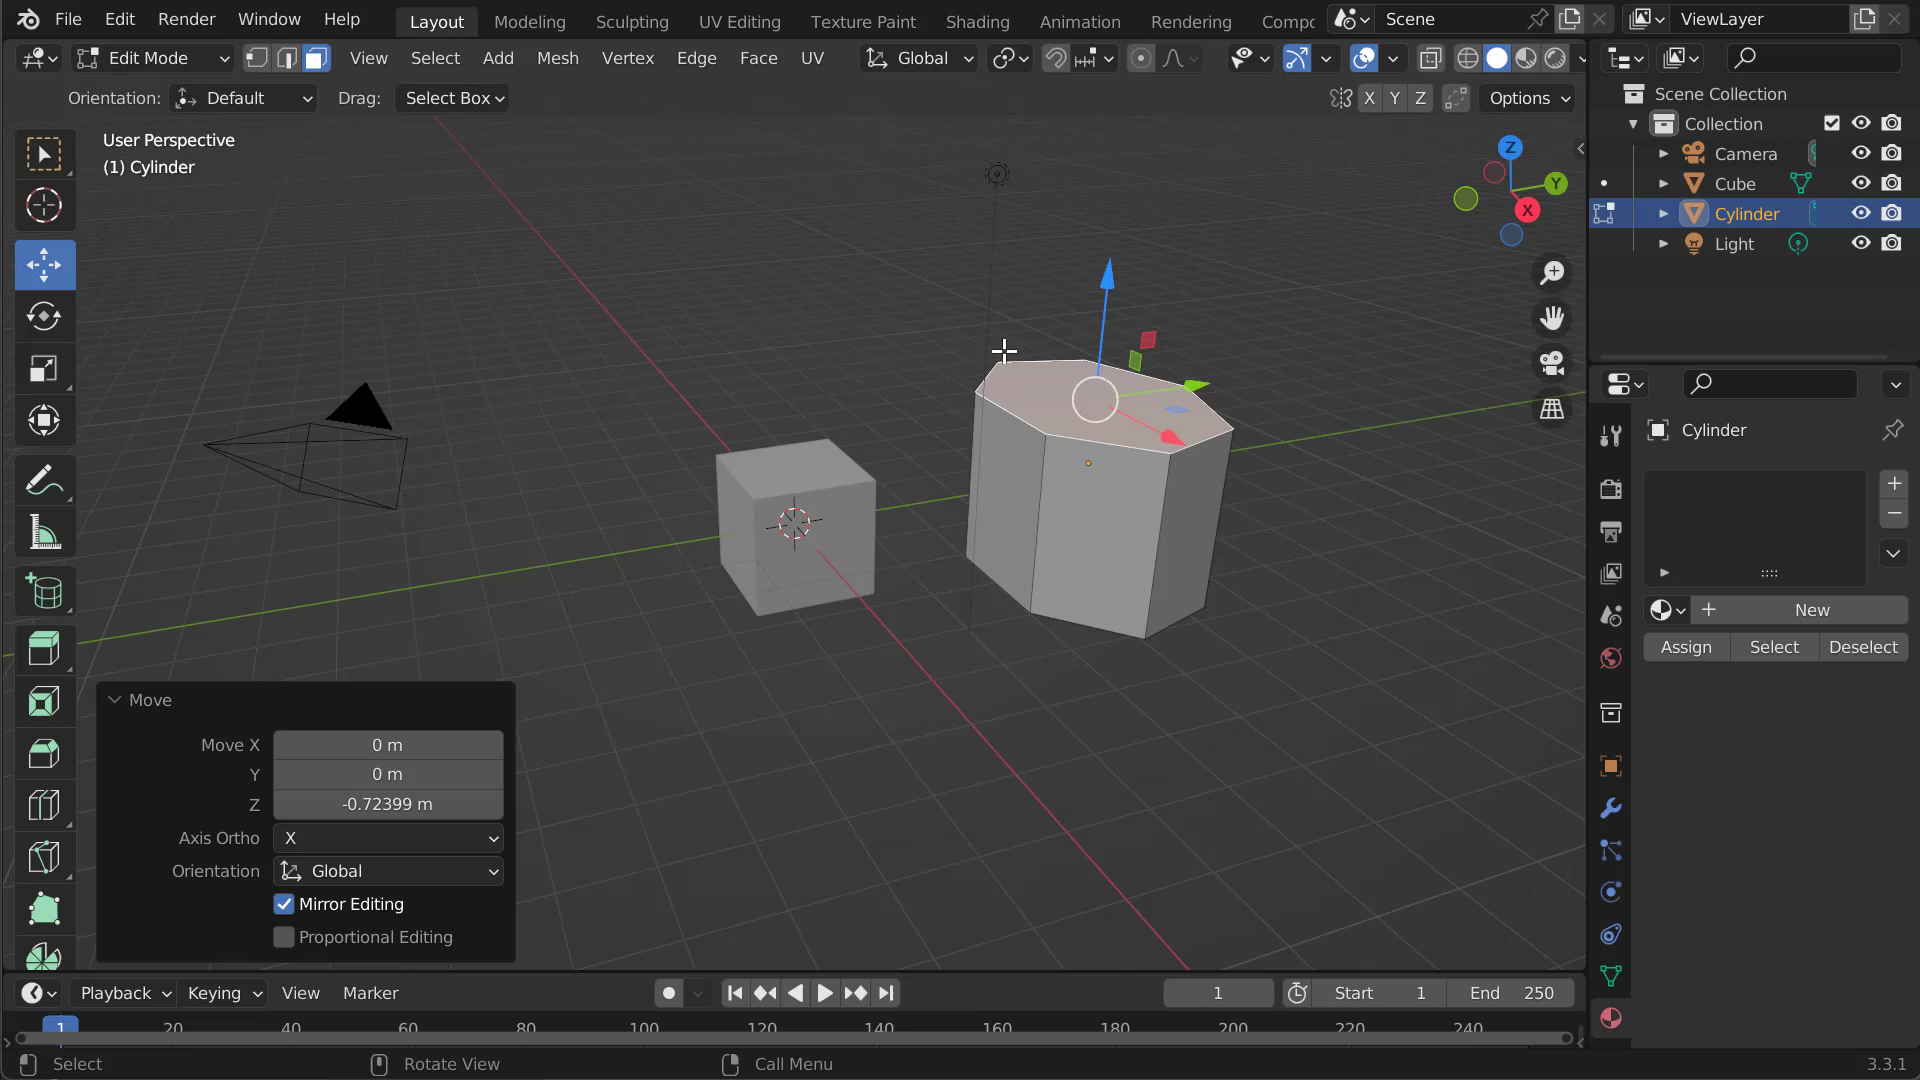 File Edit Render Window Help Layout Modeling Sculpting UV Editing Texture Paint Shading Animation Rendering Compo Scene ViewLayer
Edit Mode View Select Add Mesh Vertex Edge Face UV Global
Orientation: Default Drag: Select Box X Y Z Options
User Perspective
(1) Cylinder
Z
Y
X
Scene Collection
Collection
Camera
Cube
Cylinder
Light
Cylinder
New
Assign Select Deselect
Move
Move X 0 m
Y 0 m
Z -0.72399 m
Axis Ortho X
Orientation Global
Mirror Editing
Proportional Editing
Playback Keying View Marker 1 Start 1 End 250
1 20 40 60 80 100 120 140 160 180 200 220 240
Select Rotate View Call Menu 3.3.1